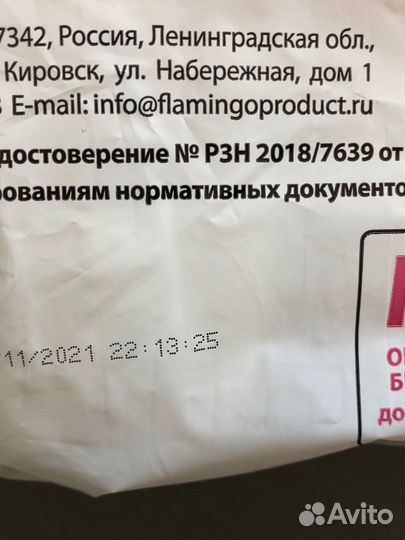 7342, Россия, Ленинградская обл.,
Кировск, ул. Набережная, дом 1
E-mail: info@flamingoproduct.ru
достоверение № РЗН 2018/7639 от
ованиям нормативных документо
11/2021 22:13:25
О
Б
до
Avito